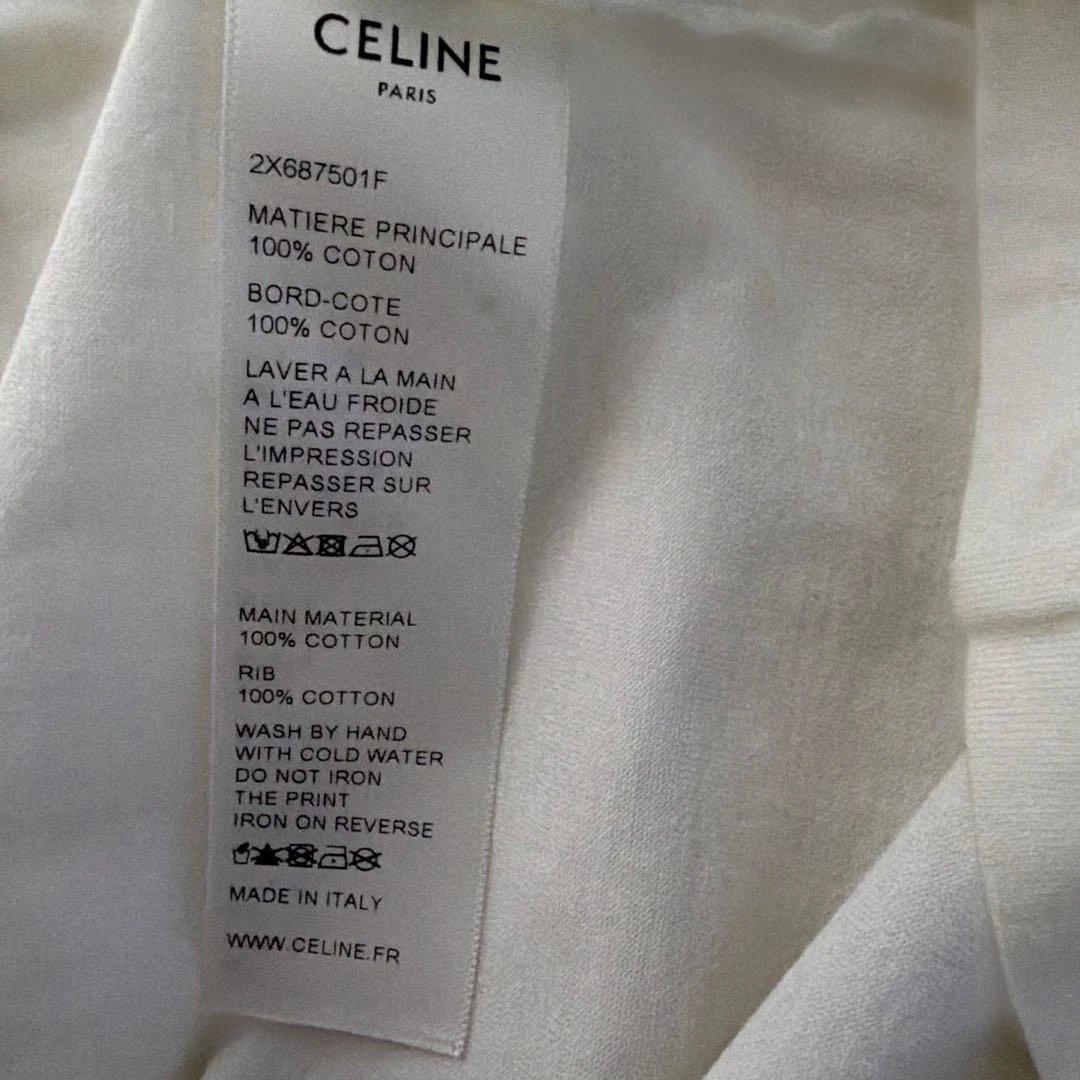 CELINE
PARIS
2X687501F
MATIERE PRINCIPALE
100% COTON
BORD-COTE
100% COTON
LAVER A LA MAIN
A L'EAU FROIDE
NE PAS REPASSER
L'IMPRESSION
REPASSER SUR
L'ENVERS
MAIN MATERIAL
100% COTTON
RIB
100% COTTON
WASH BY HAND
WITH COLD WATER
DO NOT IRON
THE PRINT
IRON ON REVERSE
MADE IN ITALY
WWW.CELINE.FR